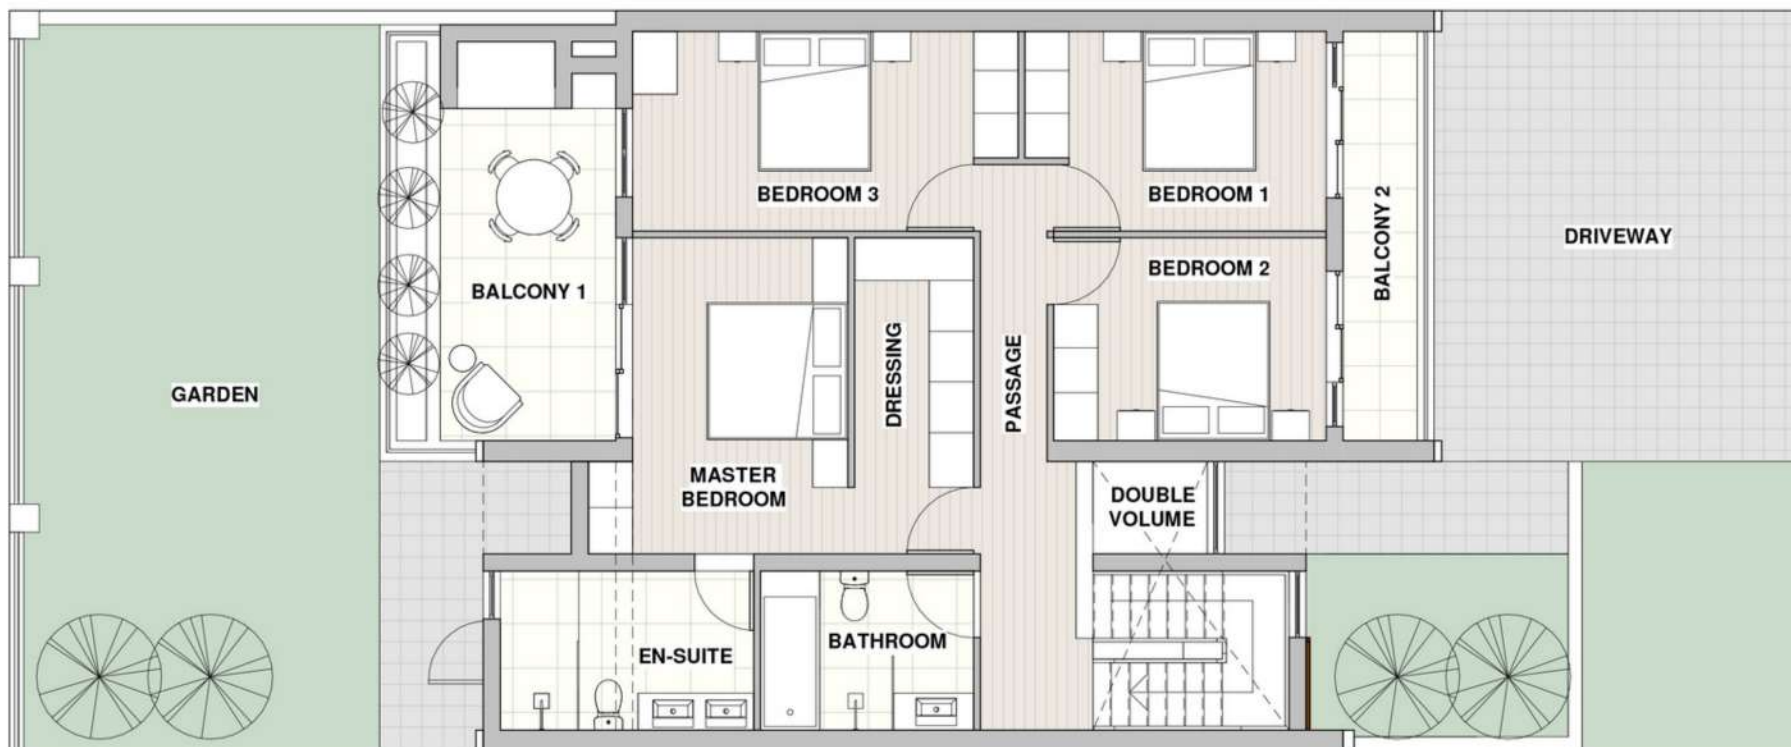 BEDROOM 3
BEDROOM 1
BALCONY 2
DRIVEWAY
BEDROOM 2
BALCONY 1
GARDEN
DRESSING
PASSAGE
MASTER
BEDROOM
DOUBLE
VOLUME
EN-SUITE
BATHROOM